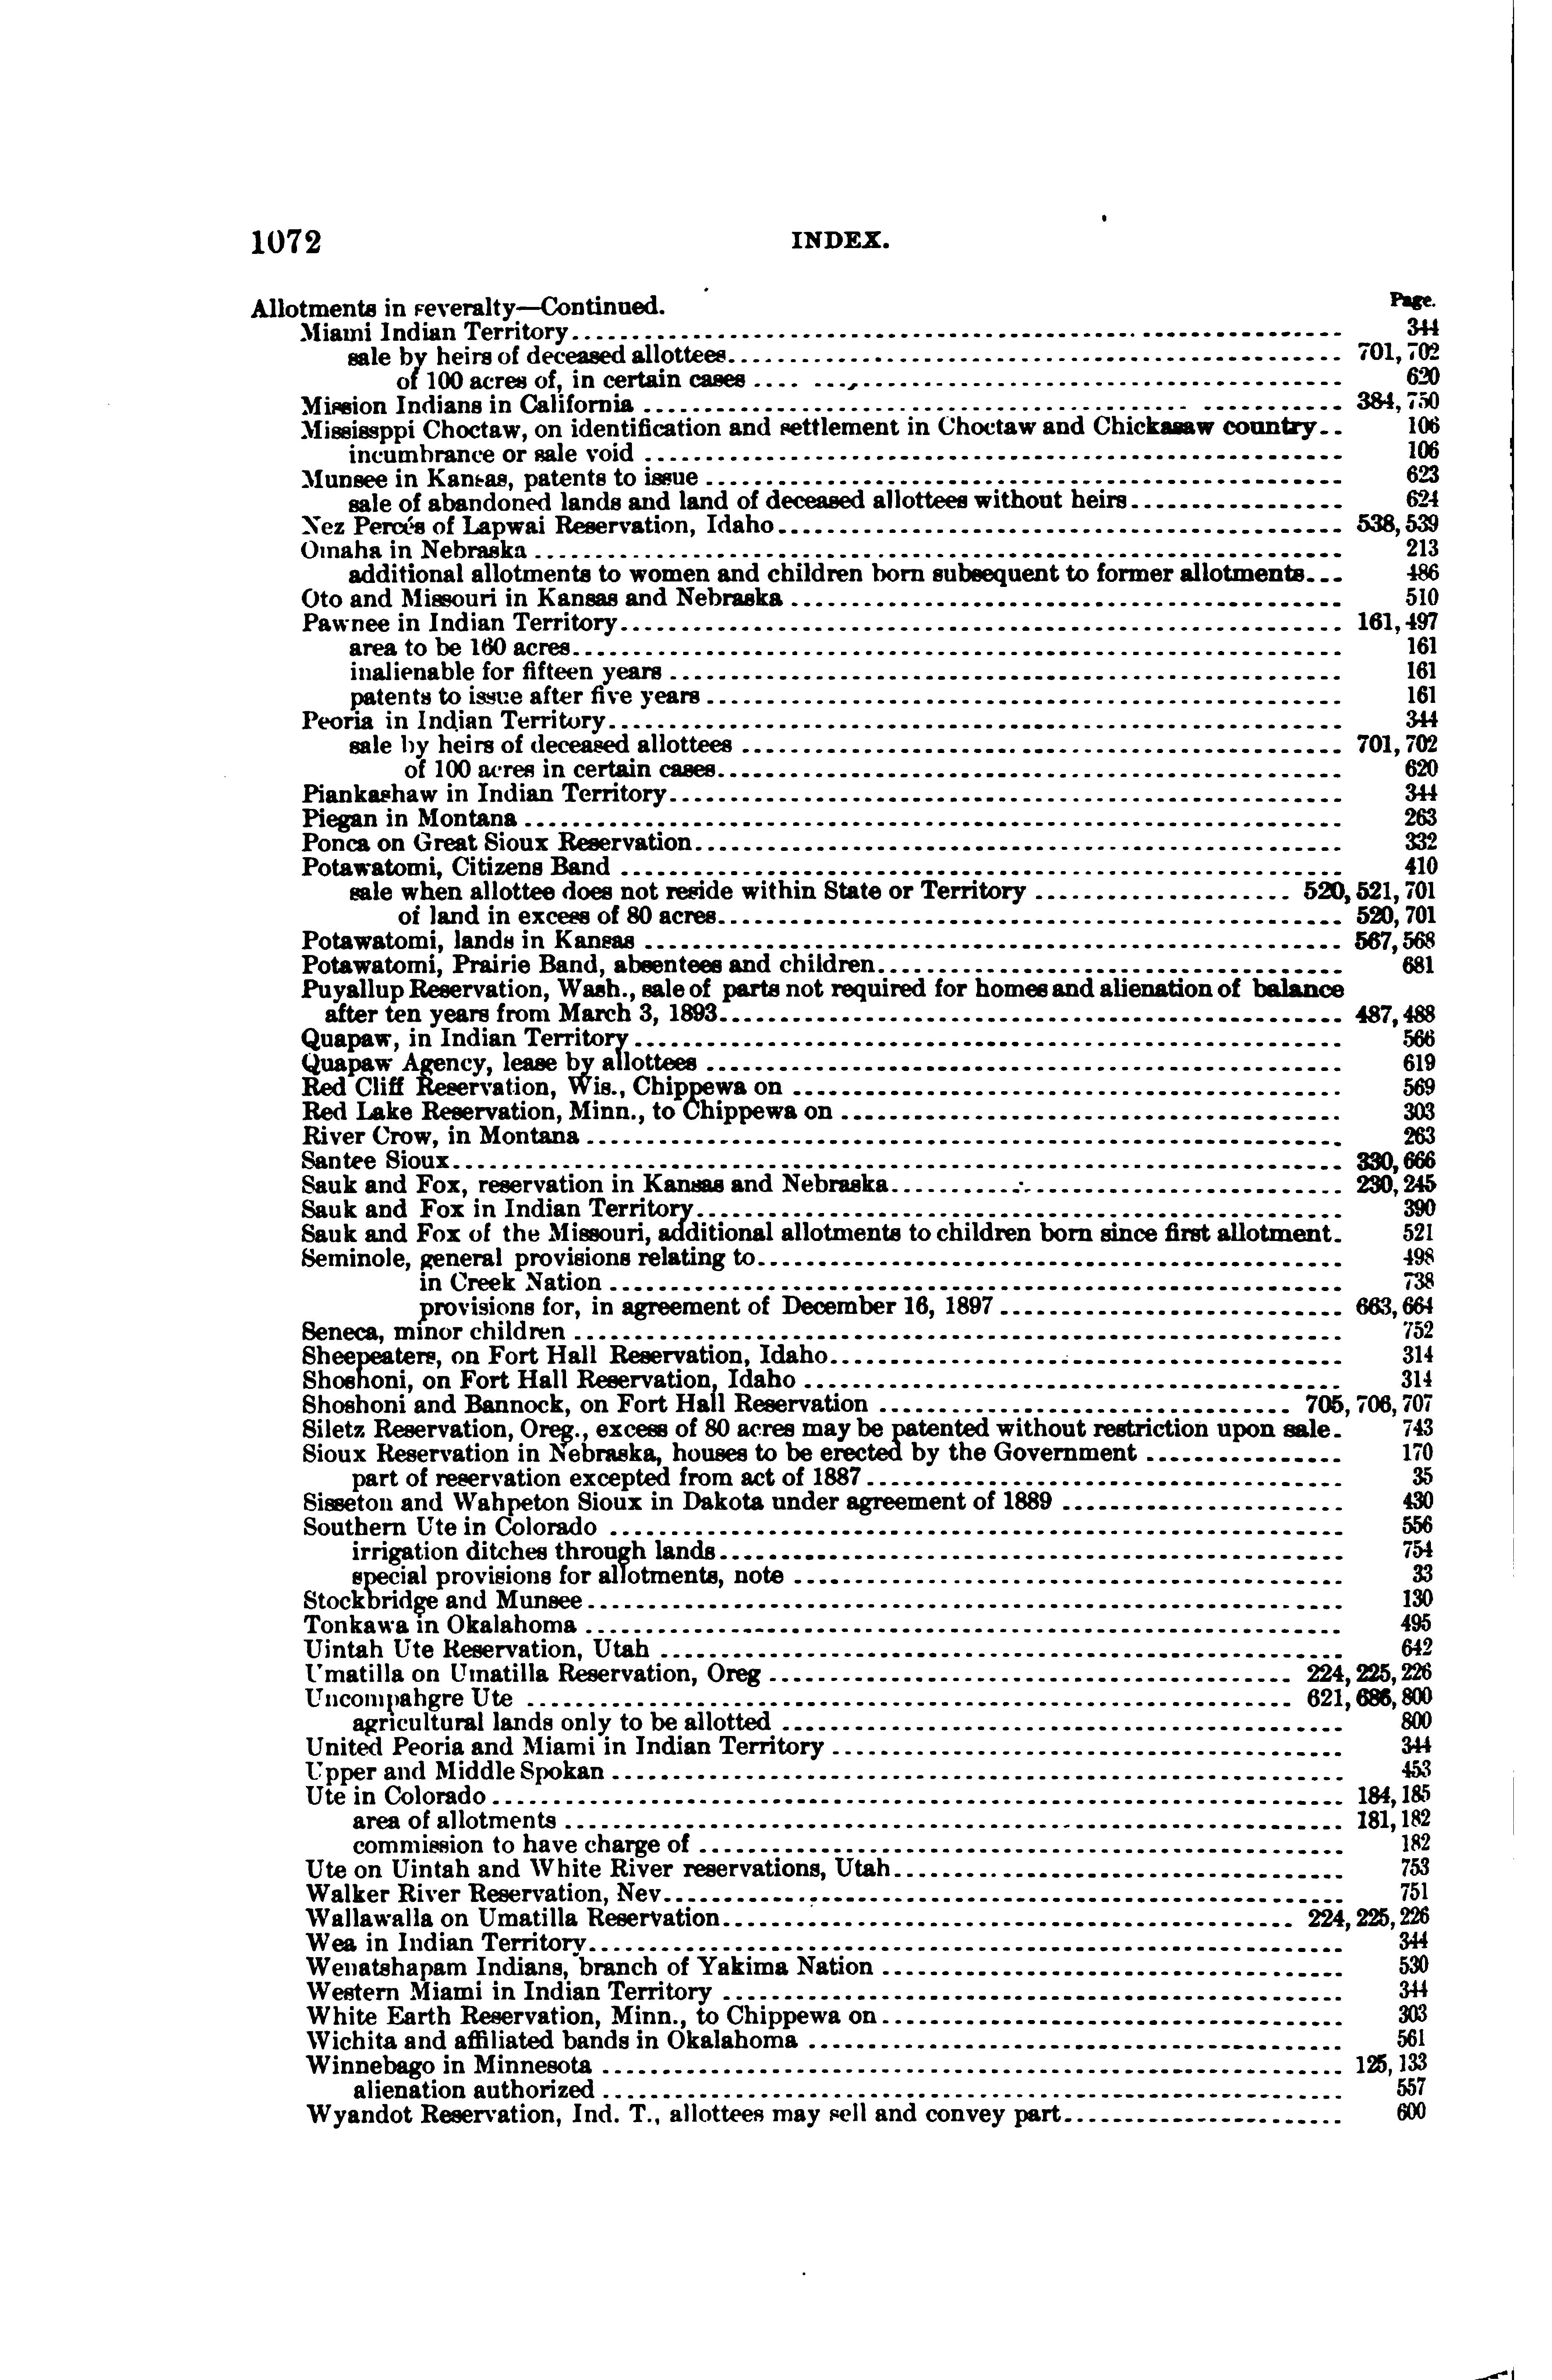 1072 INDEX.
Allotments in severalty—Continued. Page.
Miami Indian Territory 344
sale by heirs of deceased allottees 701, 702
of 100 acres of, in certain cases 620
Mission Indians in California 384, 750
Mississppi Choctaw, on identification and settlement in Choctaw and Chickasaw country 106
incumbrance or sale void 106
Munsee in Kansas, patents to issue 623
sale of abandoned lands and land of deceased allottees without heirs 624
Nez Percés of Lapwai Reservation, Idaho 538, 539
Omaha in Nebraska 213
additional allotments to women and children born subsequent to former allotments 486
Oto and Missouri in Kansas and Nebraska 510
Pawnee in Indian Territory 161, 497
area to be 160 acres 161
inalienable for fifteen years 161
patents to issue after five years 161
Peoria in Indian Territory 344
sale by heirs of deceased allottees 701, 702
of 100 acres in certain cases 620
Piankashaw in Indian Territory 344
Piegan in Montana 263
Ponca on Great Sioux Reservation 332
Potawatomi, Citizens Band 410
sale when allottee does not reside within State or Territory 520, 521, 701
of land in excess of 80 acres 520, 701
Potawatomi, lands in Kansas 567, 568
Potawatomi, Prairie Band, absentees and children 681
Puyallup Reservation, Wash., sale of parts not required for homes and alienation of balance
after ten years from March 3, 1893 487, 488
Quapaw, in Indian Territory 566
Quapaw Agency, lease by allottees 619
Red Cliff Reservation, Wis., Chippewa on 569
Red Lake Reservation, Minn., to Chippewa on 303
River Crow, in Montana 263
Santee Sioux 330, 666
Sauk and Fox, reservation in Kansas and Nebraska 230, 245
Sauk and Fox in Indian Territory 390
Sauk and Fox of the Missouri, additional allotments to children born since first allotment 521
Seminole, general provisions relating to 498
in Creek Nation 738
provisions for, in agreement of December 16, 1897 663, 664
Seneca, minor children 752
Sheepeaters, on Fort Hall Reservation, Idaho 314
Shoshoni, on Fort Hall Reservation, Idaho 314
Shoshoni and Bannock, on Fort Hall Reservation 705, 706, 707
Siletz Reservation, Oreg., excess of 80 acres may be patented without restriction upon sale 743
Sioux Reservation in Nebraska, houses to be erected by the Government 170
part of reservation excepted from act of 1887 35
Sisseton and Wahpeton Sioux in Dakota under agreement of 1889 430
Southern Ute in Colorado 556
irrigation ditches through lands 754
special provisions for allotments, note 33
Stockbridge and Munsee 130
Tonkawa in Okalahoma 495
Uintah Ute Reservation, Utah 642
Umatilla on Umatilla Reservation, Oreg 224, 225, 226
Uncompahgre Ute 621, 686, 800
agricultural lands only to be allotted 800
United Peoria and Miami in Indian Territory 344
Upper and Middle Spokan 453
Ute in Colorado 184, 185
area of allotments 181, 182
commission to have charge of 182
Ute on Uintah and White River reservations, Utah 753
Walker River Reservation, Nev 751
Wallawalla on Umatilla Reservation 224, 225, 226
Wea in Indian Territory 344
Wenatshapam Indians, branch of Yakima Nation 530
Western Miami in Indian Territory 344
White Earth Reservation, Minn., to Chippewa on 303
Wichita and affiliated bands in Okalahoma 561
Winnebago in Minnesota 125, 133
alienation authorized 557
Wyandot Reservation, Ind. T., allottees may sell and convey part 600